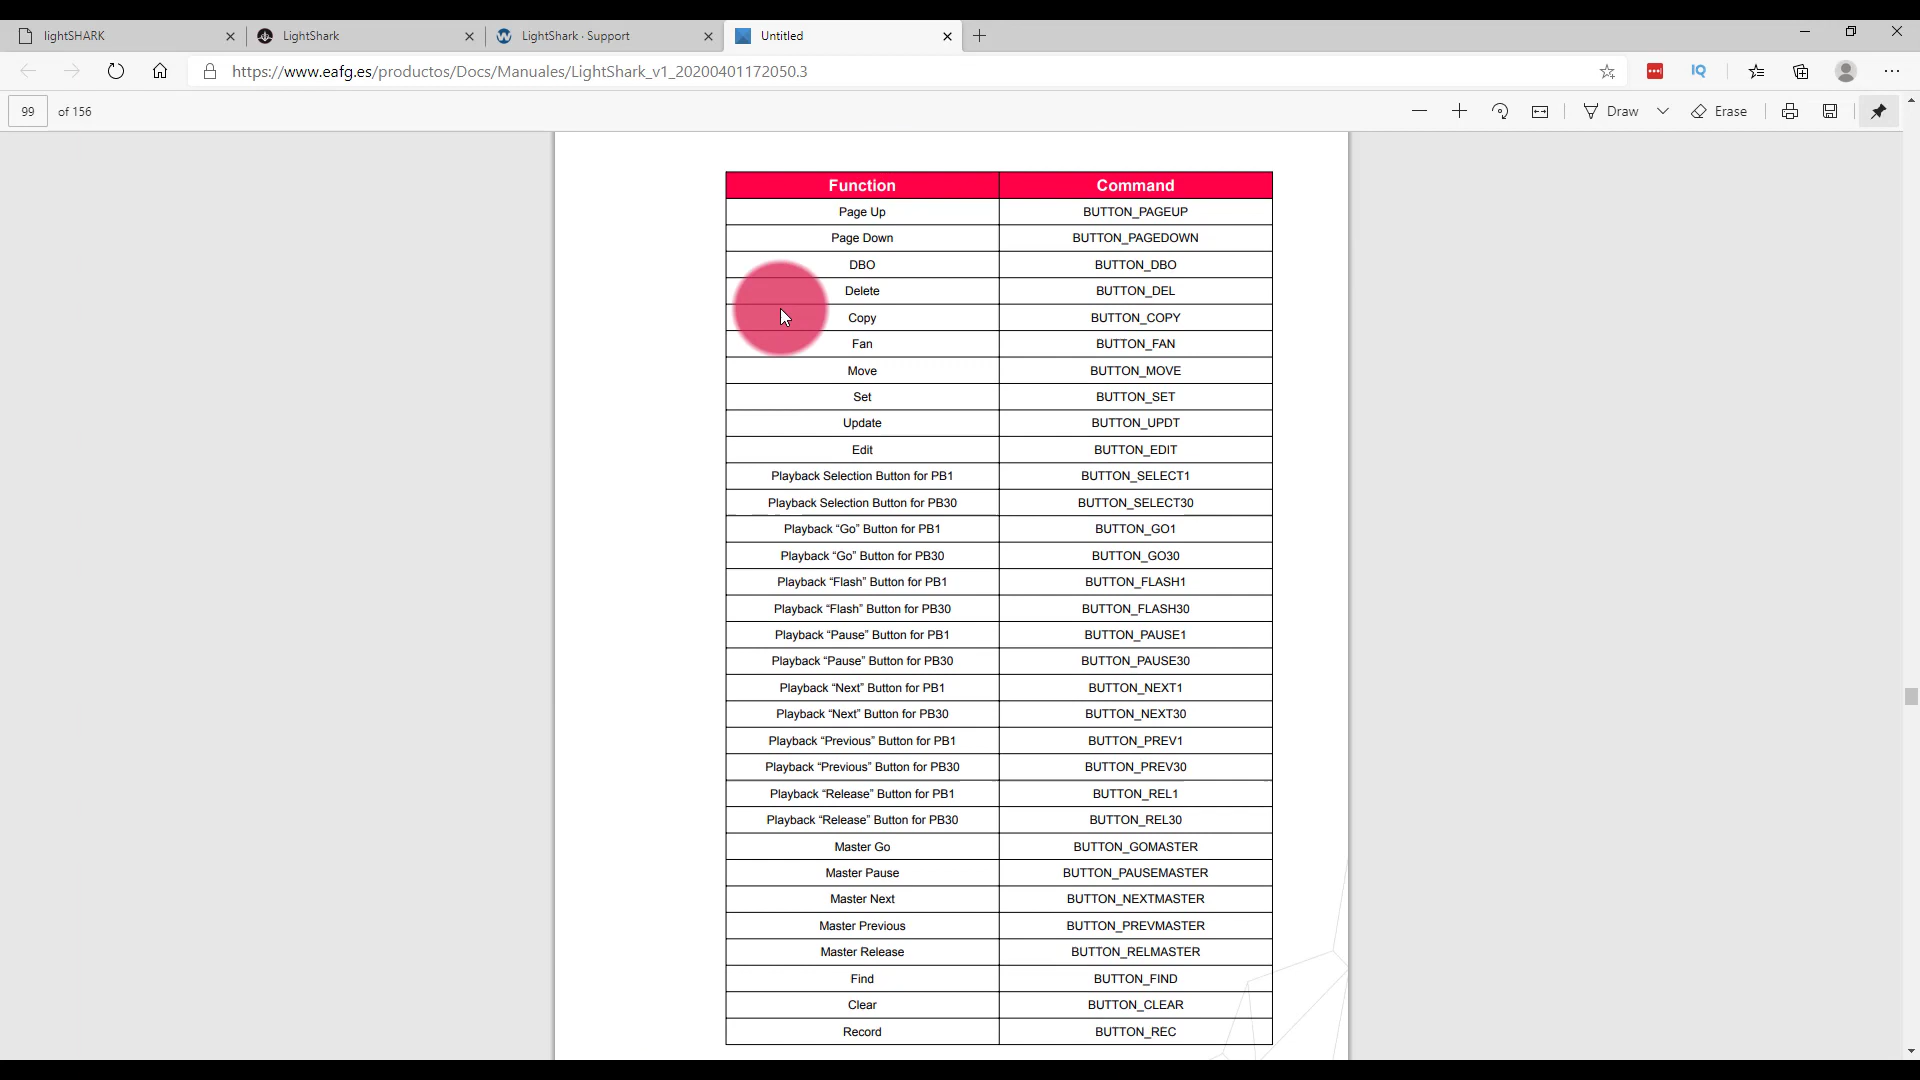 lightSHARK
LightShark
LightShark · Support
Untitled
https://www.eafg.es/productos/Docs/Manuales/LightShark_v1_20200401172050.3
IQ
99 of 156
Draw
Erase
Function Command
Page Up BUTTON_PAGEUP
Page Down BUTTON_PAGEDOWN
DBO BUTTON_DBO
Delete BUTTON_DEL
Copy BUTTON_COPY
Fan BUTTON_FAN
Move BUTTON_MOVE
Set BUTTON_SET
Update BUTTON_UPDT
Edit BUTTON_EDIT
Playback Selection Button for PB1 BUTTON_SELECT1
Playback Selection Button for PB30 BUTTON_SELECT30
Playback “Go” Button for PB1 BUTTON_GO1
Playback “Go” Button for PB30 BUTTON_GO30
Playback “Flash” Button for PB1 BUTTON_FLASH1
Playback “Flash” Button for PB30 BUTTON_FLASH30
Playback “Pause” Button for PB1 BUTTON_PAUSE1
Playback “Pause” Button for PB30 BUTTON_PAUSE30
Playback “Next” Button for PB1 BUTTON_NEXT1
Playback “Next” Button for PB30 BUTTON_NEXT30
Playback “Previous” Button for PB1 BUTTON_PREV1
Playback “Previous” Button for PB30 BUTTON_PREV30
Playback “Release” Button for PB1 BUTTON_REL1
Playback “Release” Button for PB30 BUTTON_REL30
Master Go BUTTON_GOMASTER
Master Pause BUTTON_PAUSEMASTER
Master Next BUTTON_NEXTMASTER
Master Previous BUTTON_PREVMASTER
Master Release BUTTON_RELMASTER
Find BUTTON_FIND
Clear BUTTON_CLEAR
Record BUTTON_REC